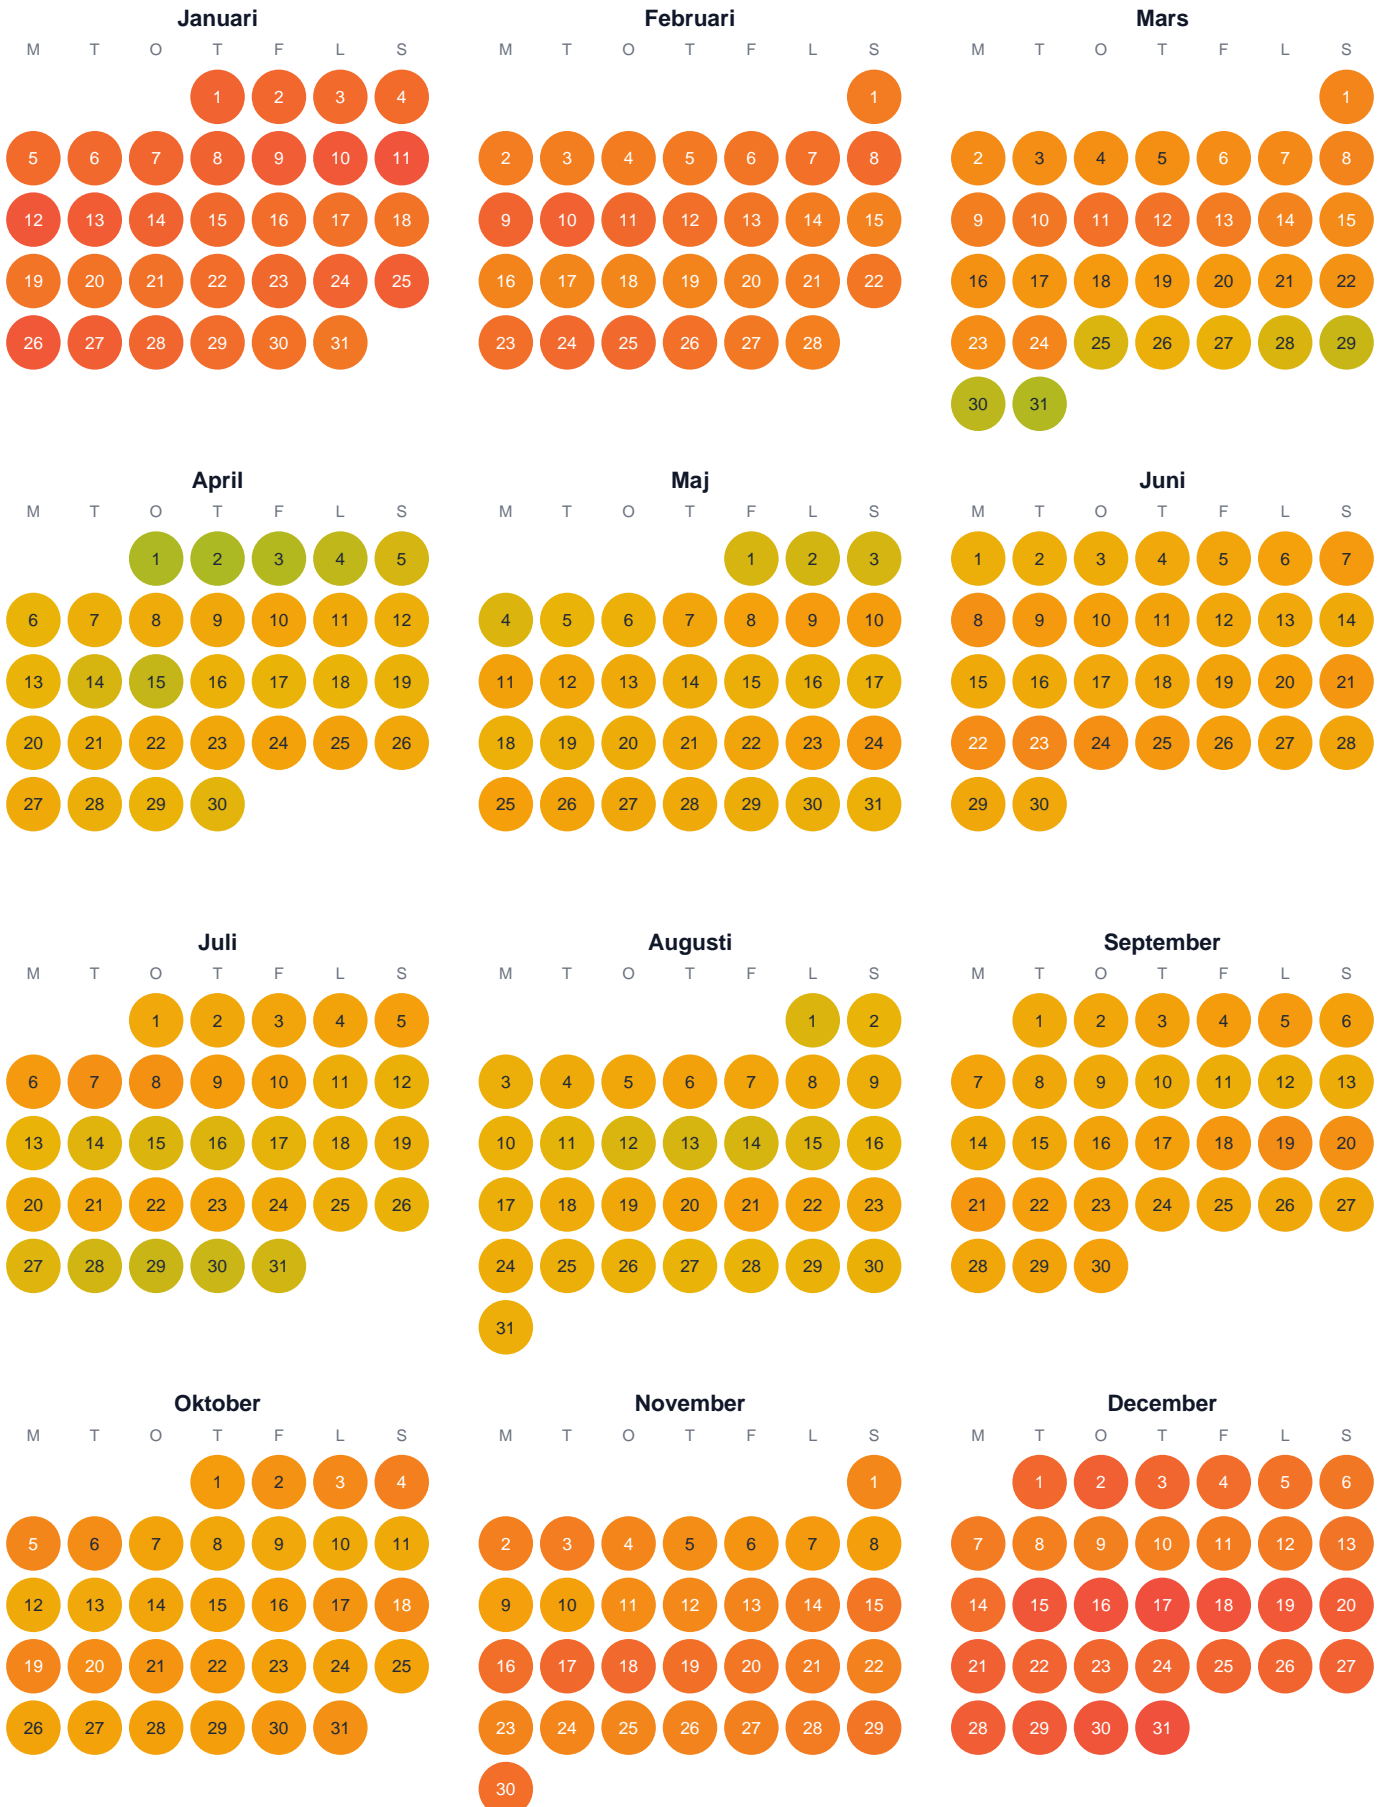 Januari Februari Mars
M T O T F L S M T O T F L S M T O T F L S
1 2 3 4 1 1
5 6 7 8 9 10 11 2 3 4 5 6 7 8 2 3 4 5 6 7 8
12 13 14 15 16 17 18 9 10 11 12 13 14 15 9 10 11 12 13 14 15
19 20 21 22 23 24 25 16 17 18 19 20 21 22 16 17 18 19 20 21 22
26 27 28 29 30 31 23 24 25 26 27 28 23 24 25 26 27 28 29
30 31
April Maj Juni
M T O T F L S M T O T F L S M T O T F L S
1 2 3 4 5 1 2 3 1 2 3 4 5 6 7
6 7 8 9 10 11 12 4 5 6 7 8 9 10 8 9 10 11 12 13 14
13 14 15 16 17 18 19 11 12 13 14 15 16 17 15 16 17 18 19 20 21
20 21 22 23 24 25 26 18 19 20 21 22 23 24 22 23 24 25 26 27 28
27 28 29 30 25 26 27 28 29 30 31 29 30
Juli Augusti September
M T O T F L S M T O T F L S M T O T F L S
1 2 3 4 5 1 2 1 2 3 4 5 6
6 7 8 9 10 11 12 3 4 5 6 7 8 9 7 8 9 10 11 12 13
13 14 15 16 17 18 19 10 11 12 13 14 15 16 14 15 16 17 18 19 20
20 21 22 23 24 25 26 17 18 19 20 21 22 23 21 22 23 24 25 26 27
27 28 29 30 31 24 25 26 27 28 29 30 28 29 30
31
Oktober November December
M T O T F L S M T O T F L S M T O T F L S
1 2 3 4 1 1 2 3 4 5 6
5 6 7 8 9 10 11 2 3 4 5 6 7 8 7 8 9 10 11 12 13
12 13 14 15 16 17 18 9 10 11 12 13 14 15 14 15 16 17 18 19 20
19 20 21 22 23 24 25 16 17 18 19 20 21 22 21 22 23 24 25 26 27
26 27 28 29 30 31 23 24 25 26 27 28 29 28 29 30 31
30